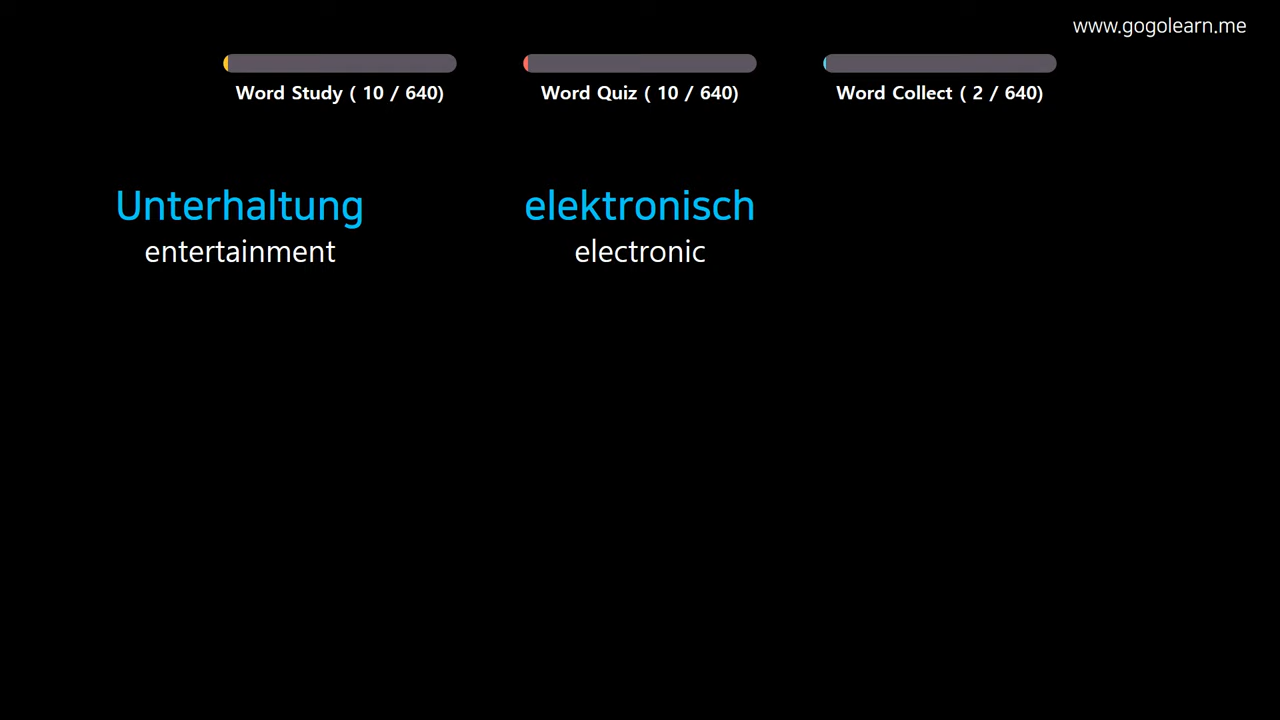 www.gogolearn.me
Word Study ( 10 / 640)
Word Quiz ( 10 / 640)
Word Collect ( 2 / 640)
Unterhaltung
entertainment
elektronisch
electronic